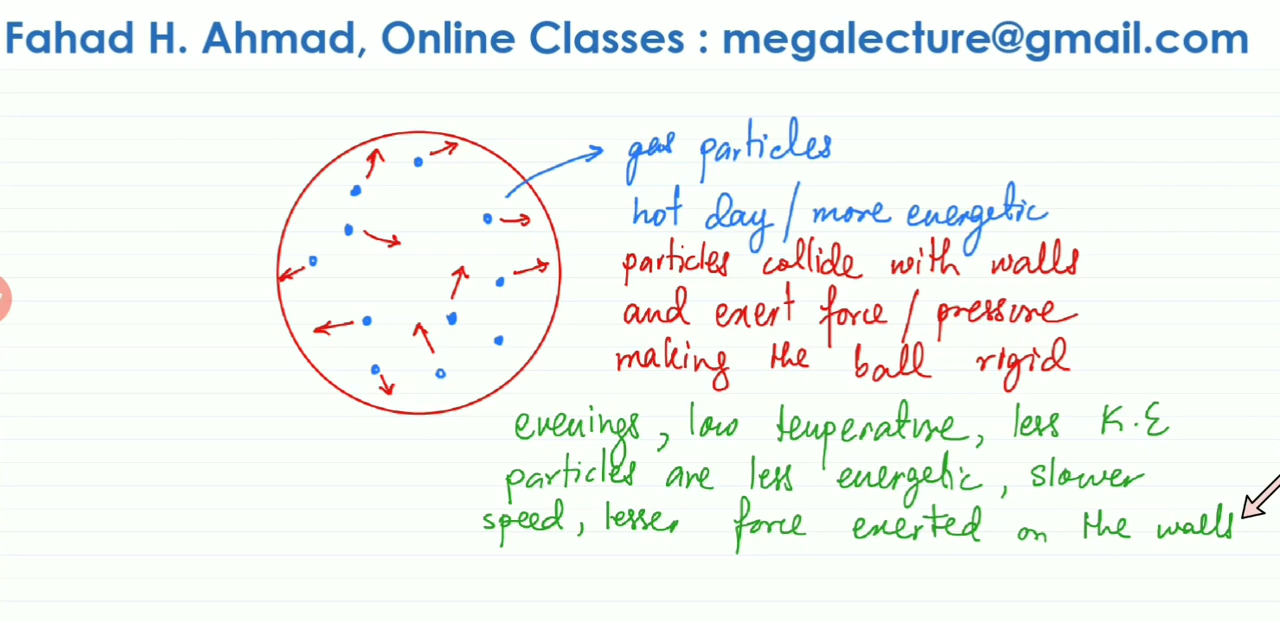 Fahad H. Ahmad, Online Classes : megalecture@gmail.com
gas particles
hot day / more energetic
particles collide with walls
and exert force / pressure
making the ball rigid
evenings, low temperature, less K.E
particles are less energetic, slower
speed, lesser force exerted on the walls